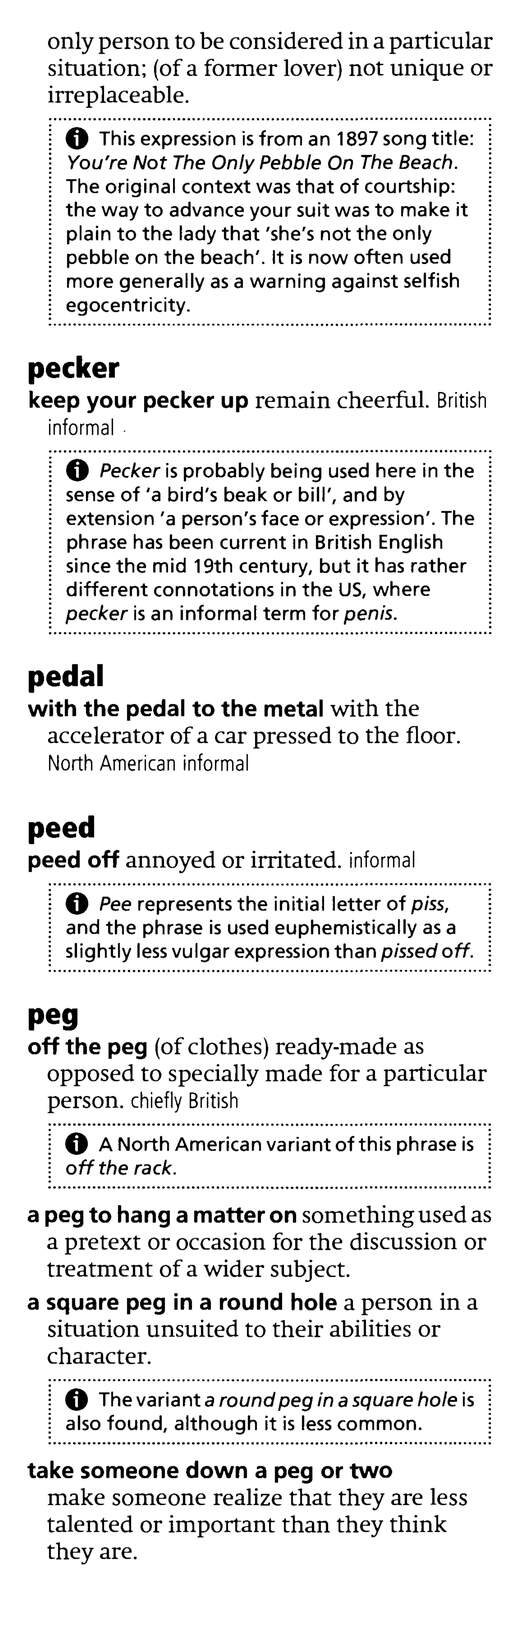 only person to be considered in a particular
situation; (of a former lover) not unique or
irreplaceable.
This expression is from an 1897 song title:
You're Not The Only Pebble On The Beach.
The original context was that of courtship:
the way to advance your suit was to make it
plain to the lady that 'she's not the only
pebble on the beach'. It is now often used
more generally as a warning against selfish
egocentricity.
pecker
keep your pecker up remain cheerful. British
informal
Pecker is probably being used here in the
sense of 'a bird's beak or bill', and by
extension 'a person's face or expression'. The
phrase has been current in British English
since the mid 19th century, but it has rather
different connotations in the US, where
pecker is an informal term for penis.
pedal
with the pedal to the metal with the
accelerator of a car pressed to the floor.
North American informal
peed
peed off annoyed or irritated. informal
Pee represents the initial letter of piss,
and the phrase is used euphemistically as a
slightly less vulgar expression than pissed off.
peg
off the peg (of clothes) ready-made as
opposed to specially made for a particular
person. chiefly British
A North American variant of this phrase is
off the rack.
a peg to hang a matter on something used as
a pretext or occasion for the discussion or
treatment of a wider subject.
a square peg in a round hole a person in a
situation unsuited to their abilities or
character.
The variant a round peg in a square hole is
also found, although it is less common.
take someone down a peg or two
make someone realize that they are less
talented or important than they think
they are.